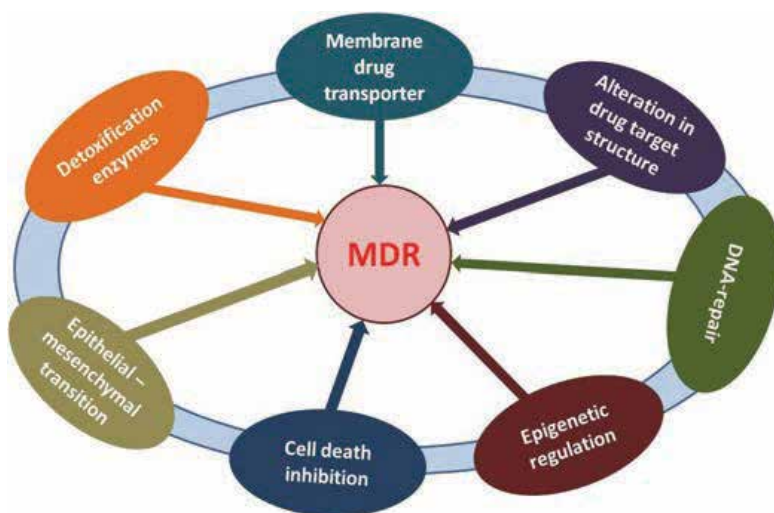 Membrane
drug
transporter
Alteration in
drug target
structure
DNA-repair
Epigenetic
regulation
Cell death
inhibition
Epithelial –
mesenchymal
transition
Detoxification
enzymes
MDR